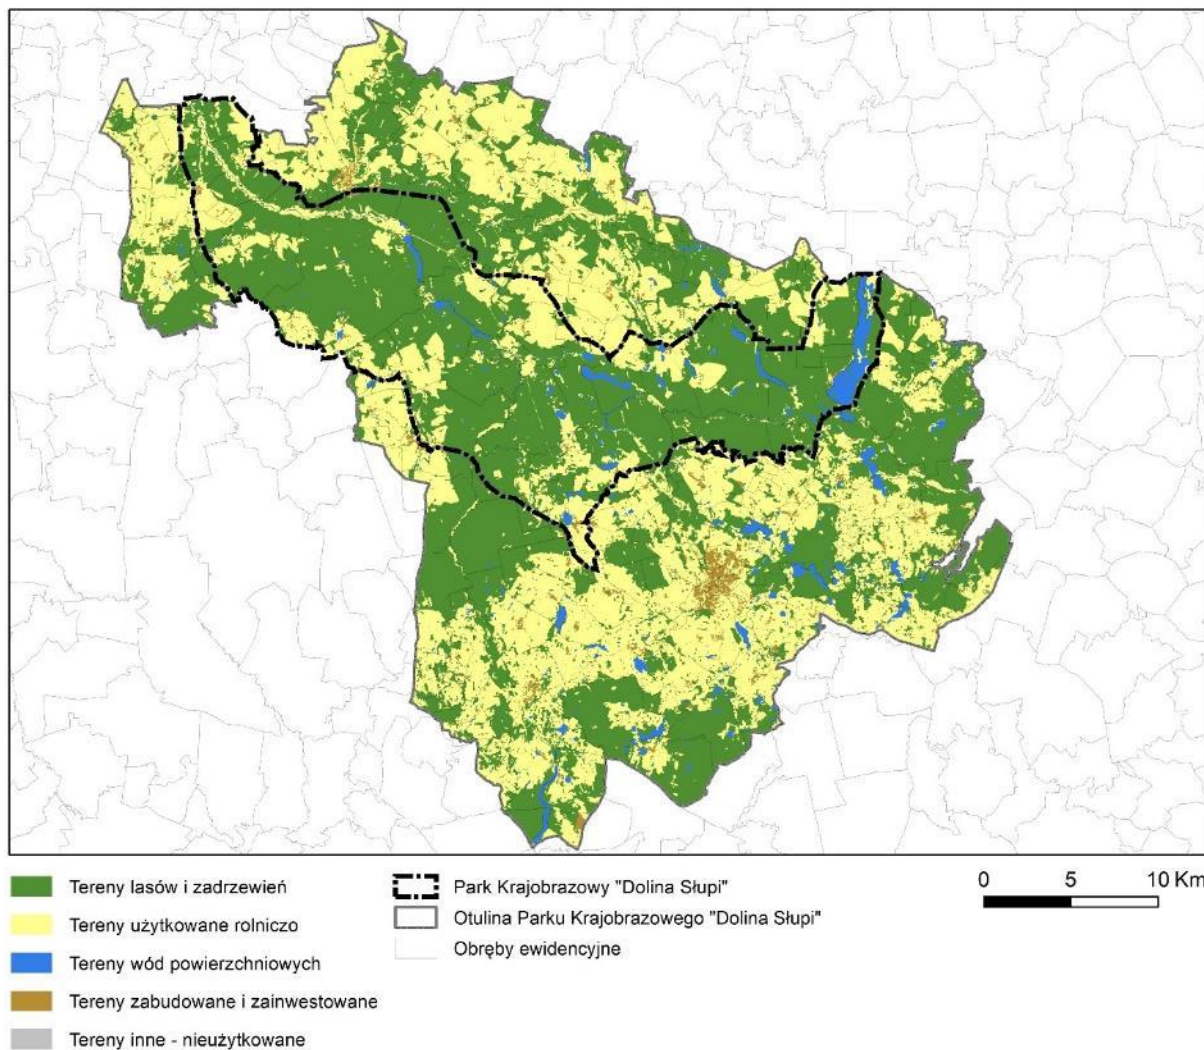 Tereny lasów i zadrzewień
Tereny użytkowane rolniczo
Tereny wód powierzchniowych
Tereny zabudowane i zainwestowane
Tereny inne - nieużytkowane
Park Krajobrazowy "Dolina Słupi"
Otulina Parku Krajobrazowego "Dolina Słupi"
Obręby ewidencyjne
0 5 10 Km